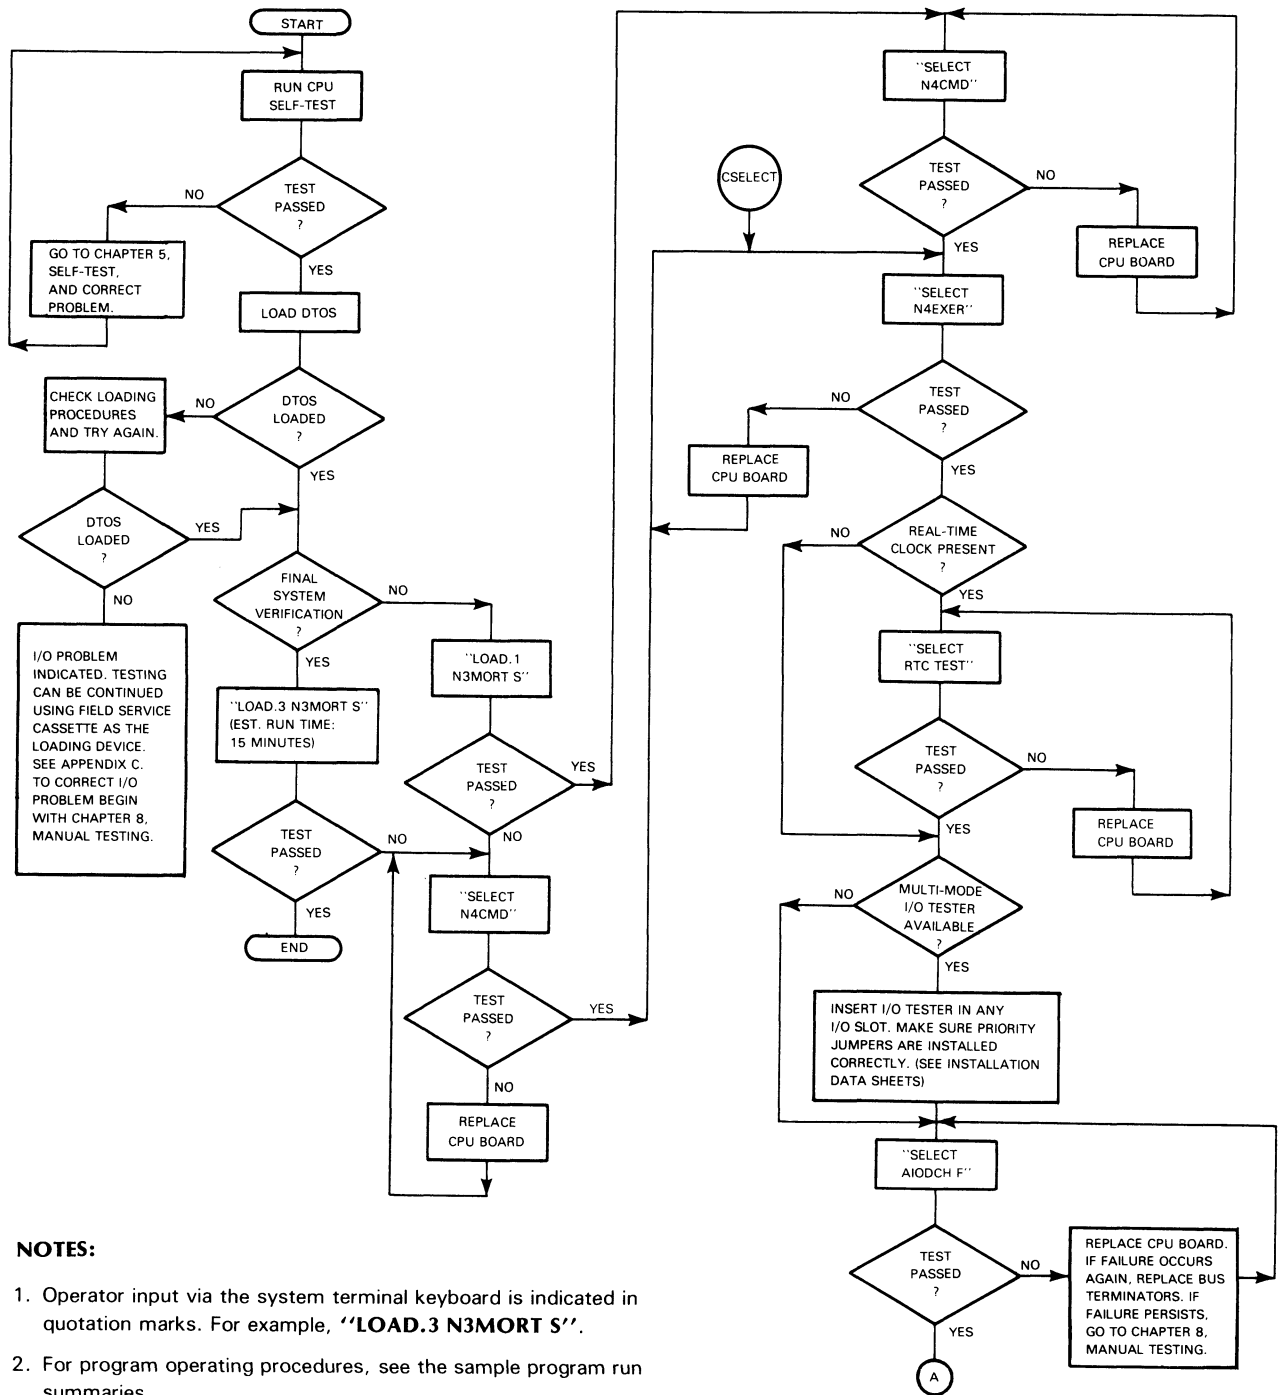 START
RUN CPU
SELF-TEST
TEST
PASSED
?
NO
YES
GO TO CHAPTER 5,
SELF-TEST,
AND CORRECT
PROBLEM.
LOAD DTOS
DTOS
LOADED
?
NO
YES
CHECK LOADING
PROCEDURES
AND TRY AGAIN.
DTOS
LOADED
?
YES
NO
I/O PROBLEM
INDICATED. TESTING
CAN BE CONTINUED
USING FIELD SERVICE
CASSETTE AS THE
LOADING DEVICE.
SEE APPENDIX C.
TO CORRECT I/O
PROBLEM BEGIN
WITH CHAPTER 8,
MANUAL TESTING.
FINAL
SYSTEM
VERIFICATION
?
NO
YES
"LOAD.3 N3MORT S"
(EST. RUN TIME:
15 MINUTES)
TEST
PASSED
?
NO
YES
END
"LOAD.1
N3MORT S"
TEST
PASSED
?
YES
NO
"SELECT
N4CMD"
TEST
PASSED
?
YES
NO
REPLACE
CPU BOARD
"SELECT
N4CMD"
TEST
PASSED
?
NO
YES
REPLACE
CPU BOARD
CSELECT
"SELECT
N4EXER"
TEST
PASSED
?
NO
YES
REPLACE
CPU BOARD
REAL-TIME
CLOCK PRESENT
?
NO
YES
"SELECT
RTC TEST"
TEST
PASSED
?
NO
YES
REPLACE
CPU BOARD
MULTI-MODE
I/O TESTER
AVAILABLE
?
NO
YES
INSERT I/O TESTER IN ANY
I/O SLOT. MAKE SURE PRIORITY
JUMPERS ARE INSTALLED
CORRECTLY. (SEE INSTALLATION
DATA SHEETS)
"SELECT
AIODCH F"
TEST
PASSED
?
NO
YES
REPLACE CPU BOARD.
IF FAILURE OCCURS
AGAIN, REPLACE BUS
TERMINATORS. IF
FAILURE PERSISTS,
GO TO CHAPTER 8,
MANUAL TESTING.
A
NOTES:
1. Operator input via the system terminal keyboard is indicated in
quotation marks. For example, ''LOAD.3 N3MORT S''.
2. For program operating procedures, see the sample program run
summaries